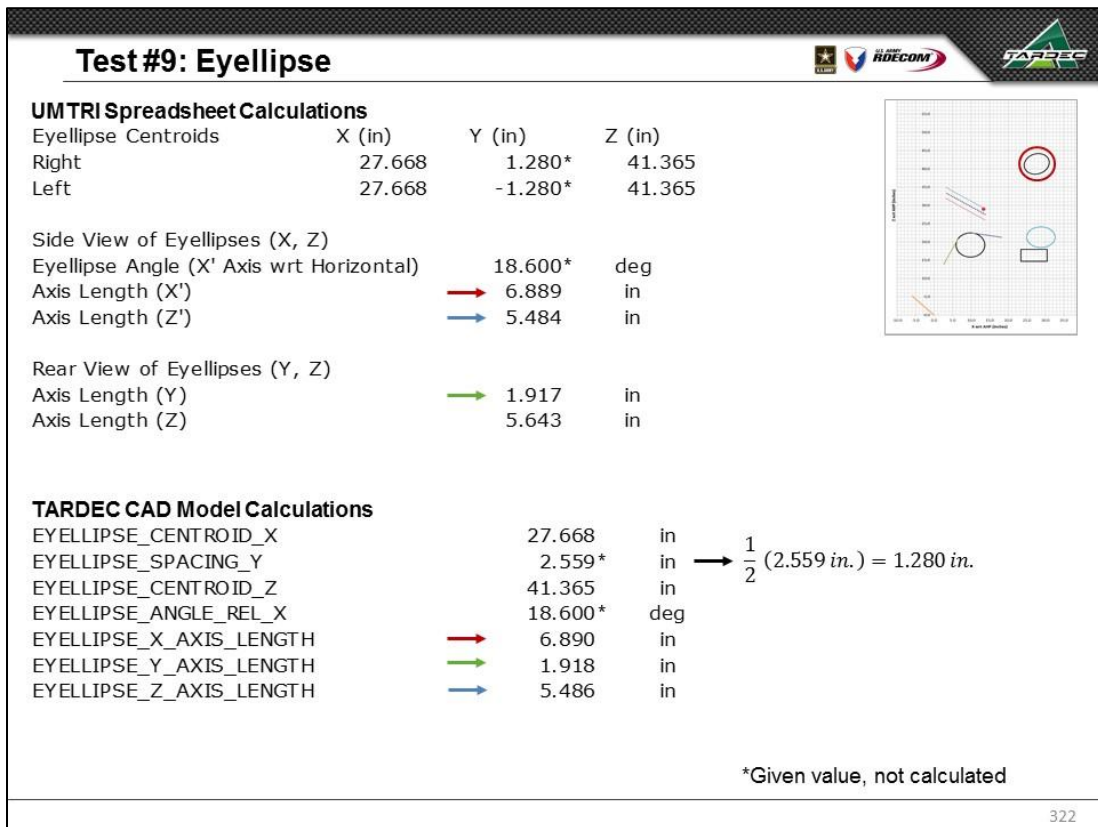 Test #9: Eyellipse
U.S. ARMY
U.S. ARMY
RDECOM
TARDEC
UMTRI Spreadsheet Calculations
Eyellipse Centroids X (in) Y (in) Z (in)
Right 27.668 1.280* 41.365
Left 27.668 -1.280* 41.365
Side View of Eyellipses (X, Z)
Eyellipse Angle (X' Axis wrt Horizontal) 18.600* deg
Axis Length (X') 6.889 in
Axis Length (Z') 5.484 in
Rear View of Eyellipses (Y, Z)
Axis Length (Y) 1.917 in
Axis Length (Z) 5.643 in
TARDEC CAD Model Calculations
EYELLIPSE_CENTROID_X 27.668 in
EYELLIPSE_SPACING_Y 2.559* in 1/2 (2.559 in.) = 1.280 in.
EYELLIPSE_CENTROID_Z 41.365 in
EYELLIPSE_ANGLE_REL_X 18.600* deg
EYELLIPSE_X_AXIS_LENGTH 6.890 in
EYELLIPSE_Y_AXIS_LENGTH 1.918 in
EYELLIPSE_Z_AXIS_LENGTH 5.486 in
*Given value, not calculated
322